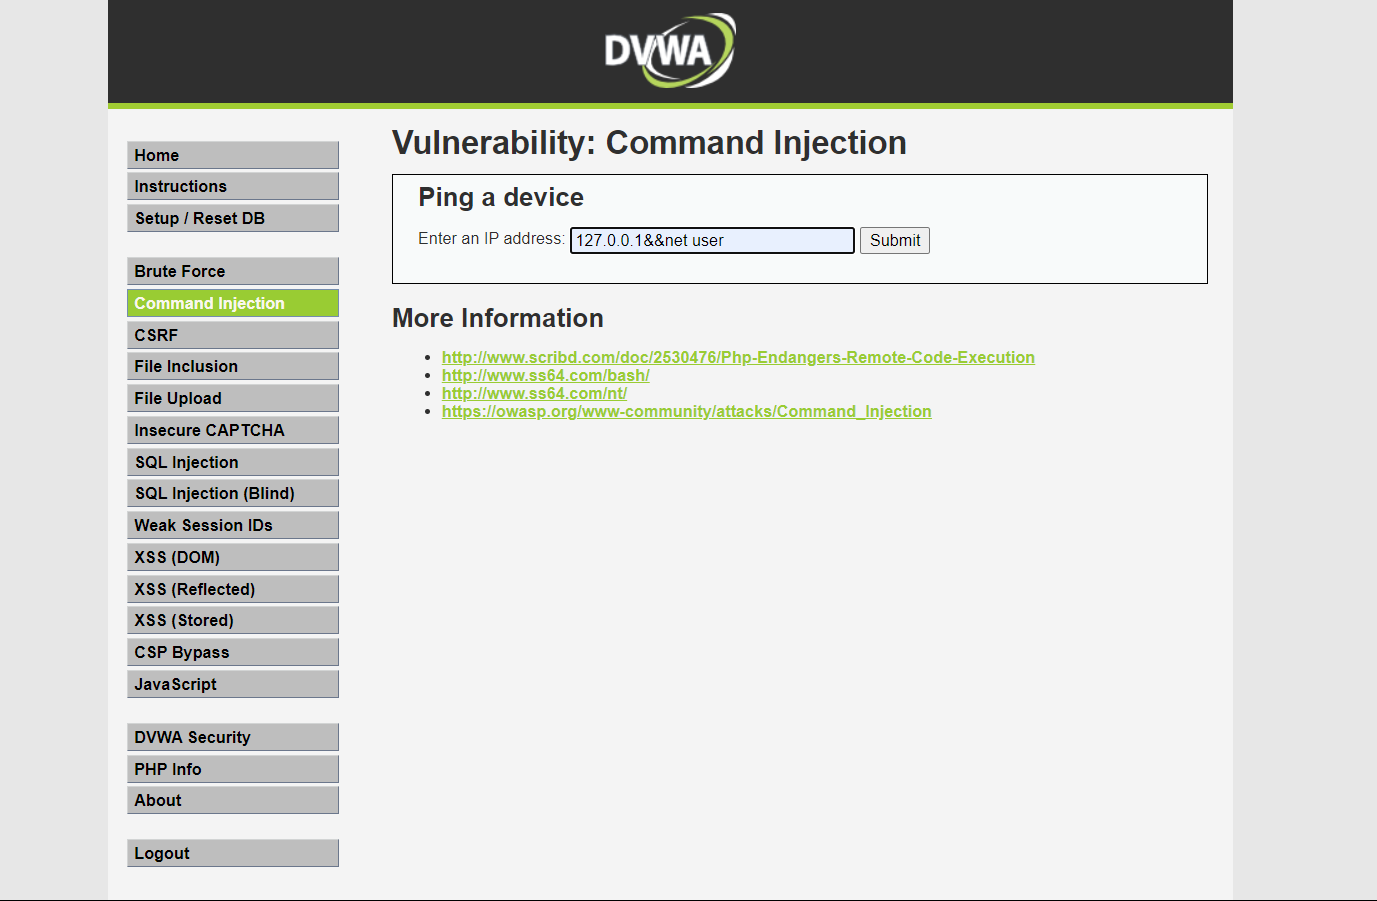 DVWA
Home
Instructions
Setup / Reset DB
Brute Force
Command Injection
CSRF
File Inclusion
File Upload
Insecure CAPTCHA
SQL Injection
SQL Injection (Blind)
Weak Session IDs
XSS (DOM)
XSS (Reflected)
XSS (Stored)
CSP Bypass
JavaScript
DVWA Security
PHP Info
About
Logout
Vulnerability: Command Injection
Ping a device
Enter an IP address: 127.0.0.1&&net user Submit
More Information
http://www.scribd.com/doc/2530476/Php-Endangers-Remote-Code-Execution
http://www.ss64.com/bash/
http://www.ss64.com/nt/
https://owasp.org/www-community/attacks/Command_Injection